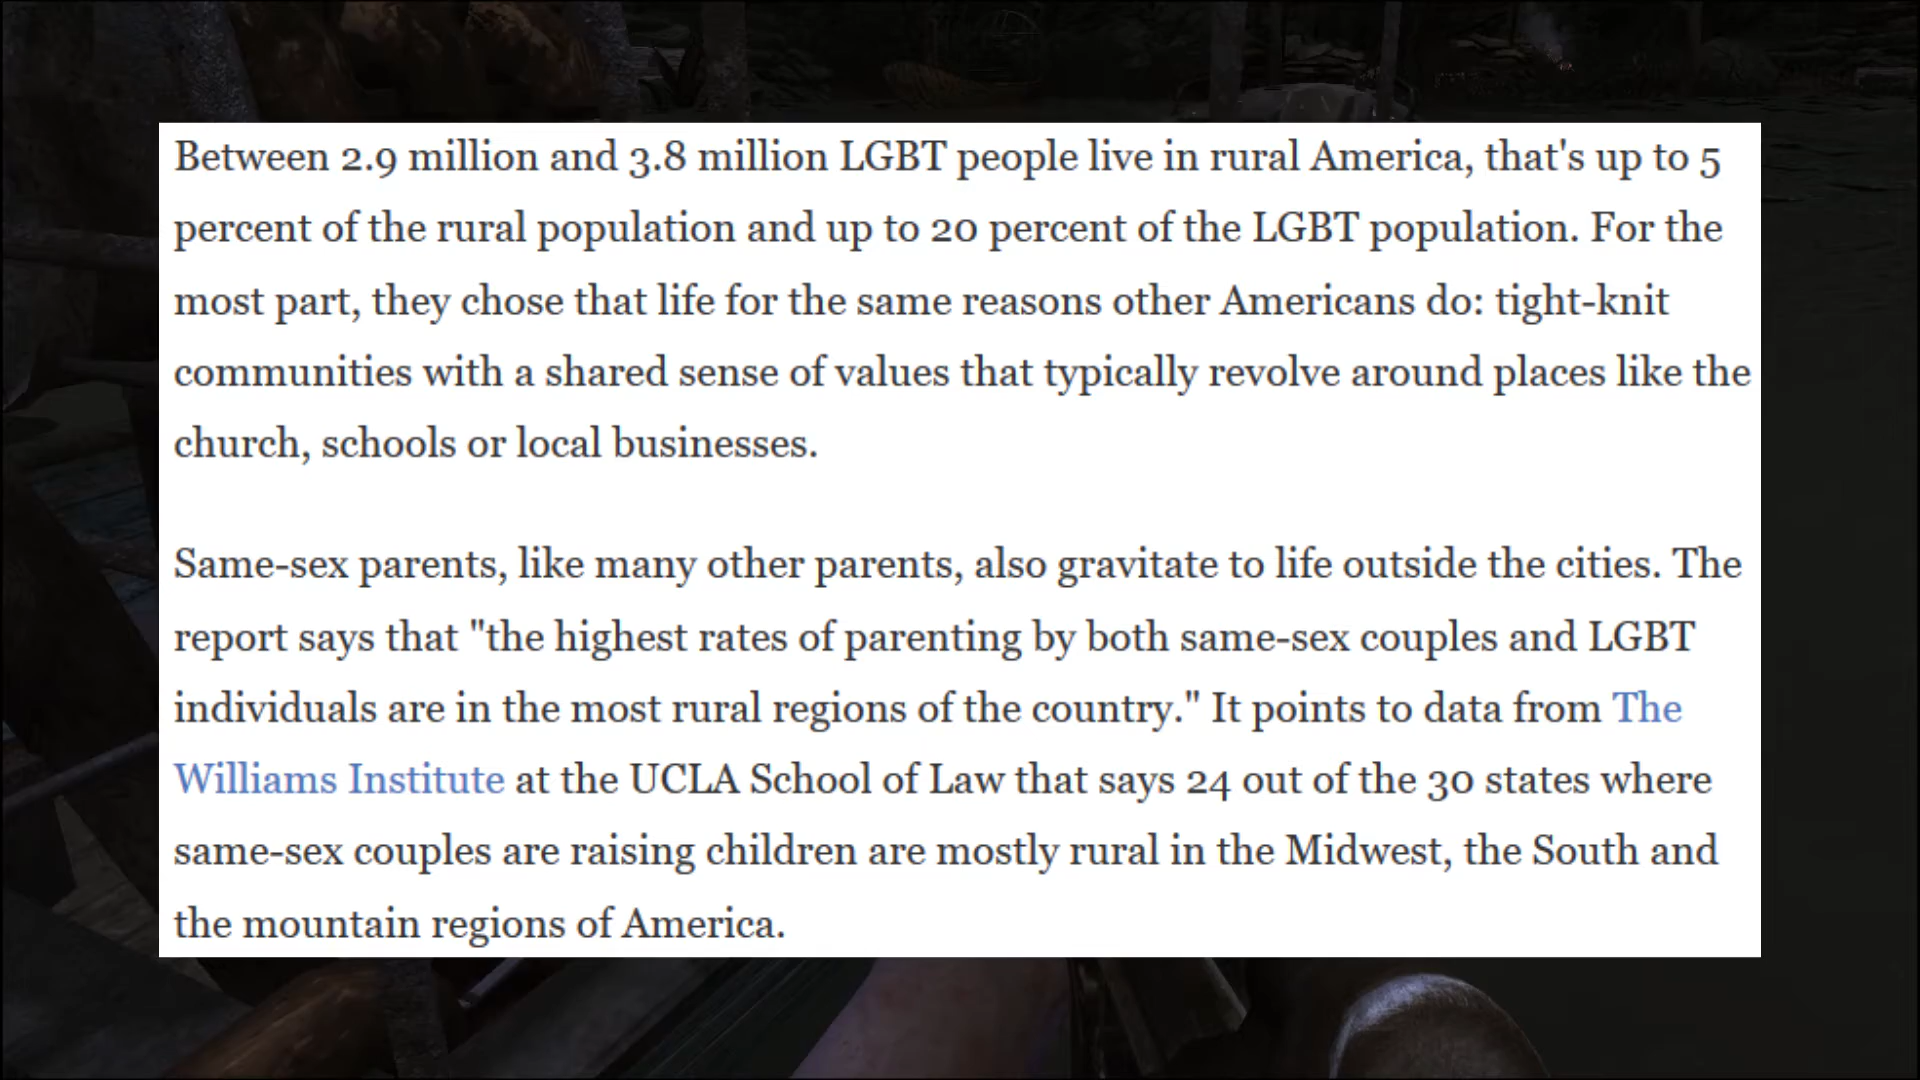 Between 2.9 million and 3.8 million LGBT people live in rural America, that's up to 5
percent of the rural population and up to 20 percent of the LGBT population. For the
most part, they chose that life for the same reasons other Americans do: tight-knit
communities with a shared sense of values that typically revolve around places like the
church, schools or local businesses.
Same-sex parents, like many other parents, also gravitate to life outside the cities. The
report says that "the highest rates of parenting by both same-sex couples and LGBT
individuals are in the most rural regions of the country." It points to data from The
Williams Institute at the UCLA School of Law that says 24 out of the 30 states where
same-sex couples are raising children are mostly rural in the Midwest, the South and
the mountain regions of America.